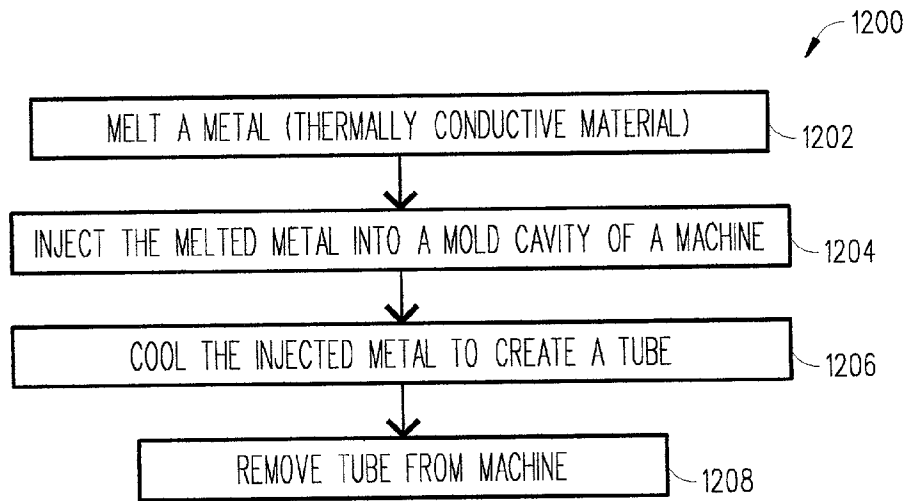 1200
MELT A METAL (THERMALLY CONDUCTIVE MATERIAL)
1202
INJECT THE MELTED METAL INTO A MOLD CAVITY OF A MACHINE
1204
COOL THE INJECTED METAL TO CREATE A TUBE
1206
REMOVE TUBE FROM MACHINE
1208